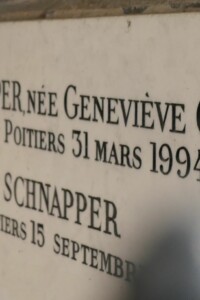 PER, NÉE GENEVIÈVE
POITIERS 31 MARS 1994
SCHNAPPER
IERS 15 SEPTEMB